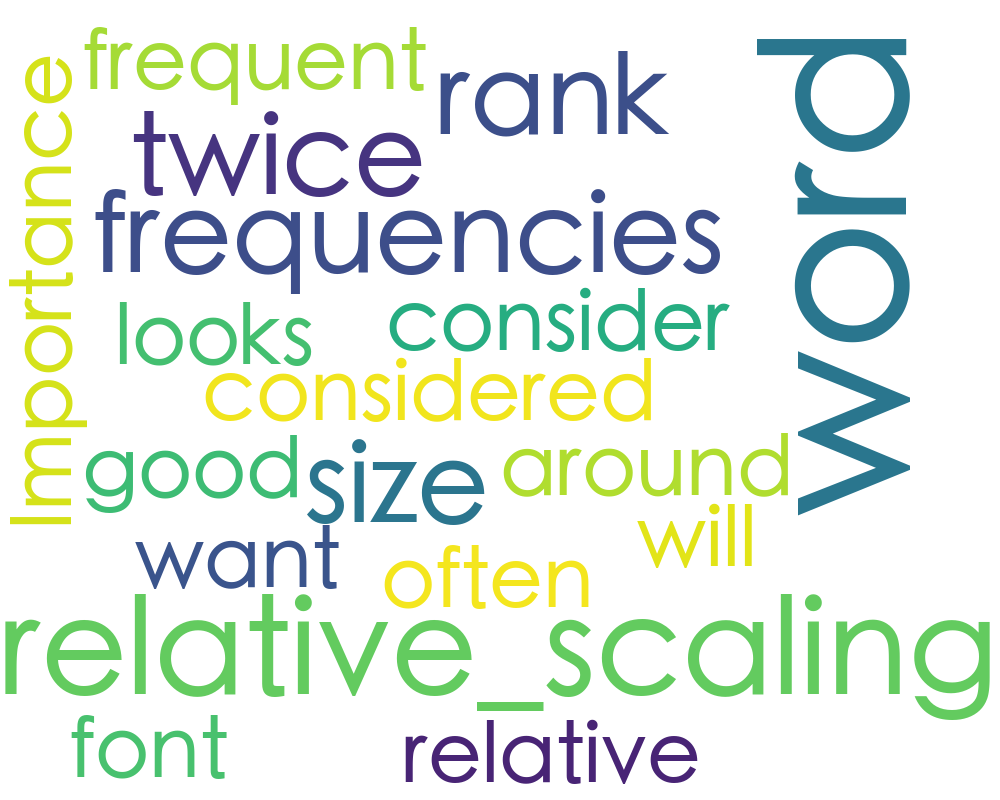 frequent
rank
word
Importance
twice
frequencies
looks
consider
considered
good
size
around
want
often
will
relative_scaling
font
relative